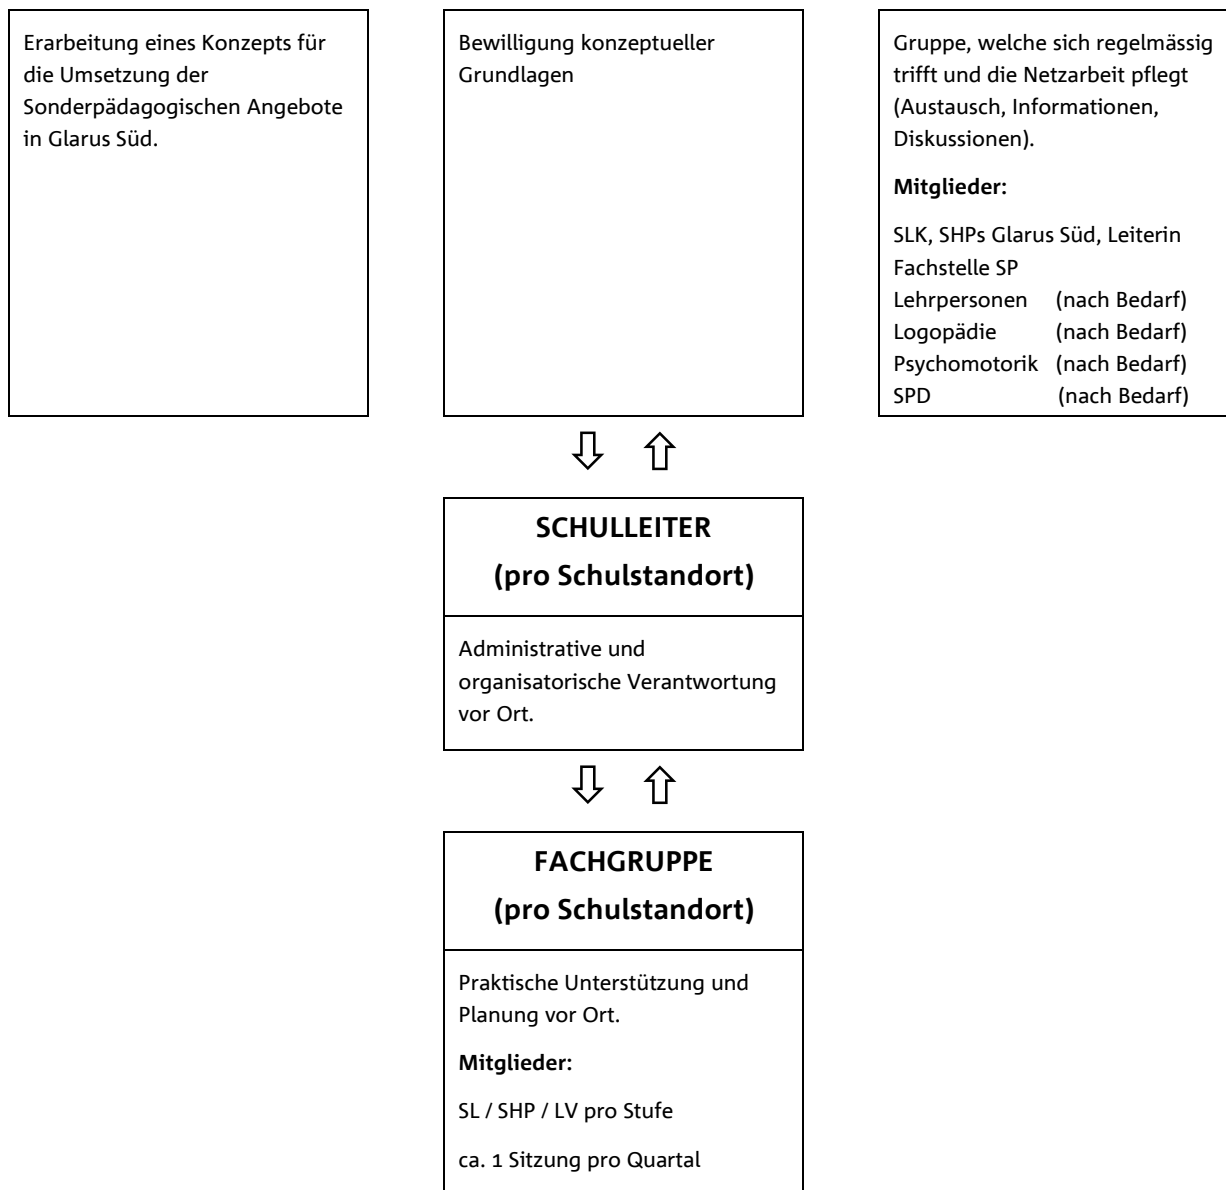 Erarbeitung eines Konzepts für
die Umsetzung der
Sonderpädagogischen Angebote
in Glarus Süd.
Bewilligung konzeptueller
Grundlagen
Gruppe, welche sich regelmässig
trifft und die Netzarbeit pflegt
(Austausch, Informationen,
Diskussionen).
Mitglieder:
SLK, SHPs Glarus Süd, Leiterin
Fachstelle SP
Lehrpersonen (nach Bedarf)
Logopädie (nach Bedarf)
Psychomotorik (nach Bedarf)
SPD (nach Bedarf)
SCHULLEITER
(pro Schulstandort)
Administrative und
organisatorische Verantwortung
vor Ort.
FACHGRUPPE
(pro Schulstandort)
Praktische Unterstützung und
Planung vor Ort.
Mitglieder:
SL / SHP / LV pro Stufe
ca. 1 Sitzung pro Quartal